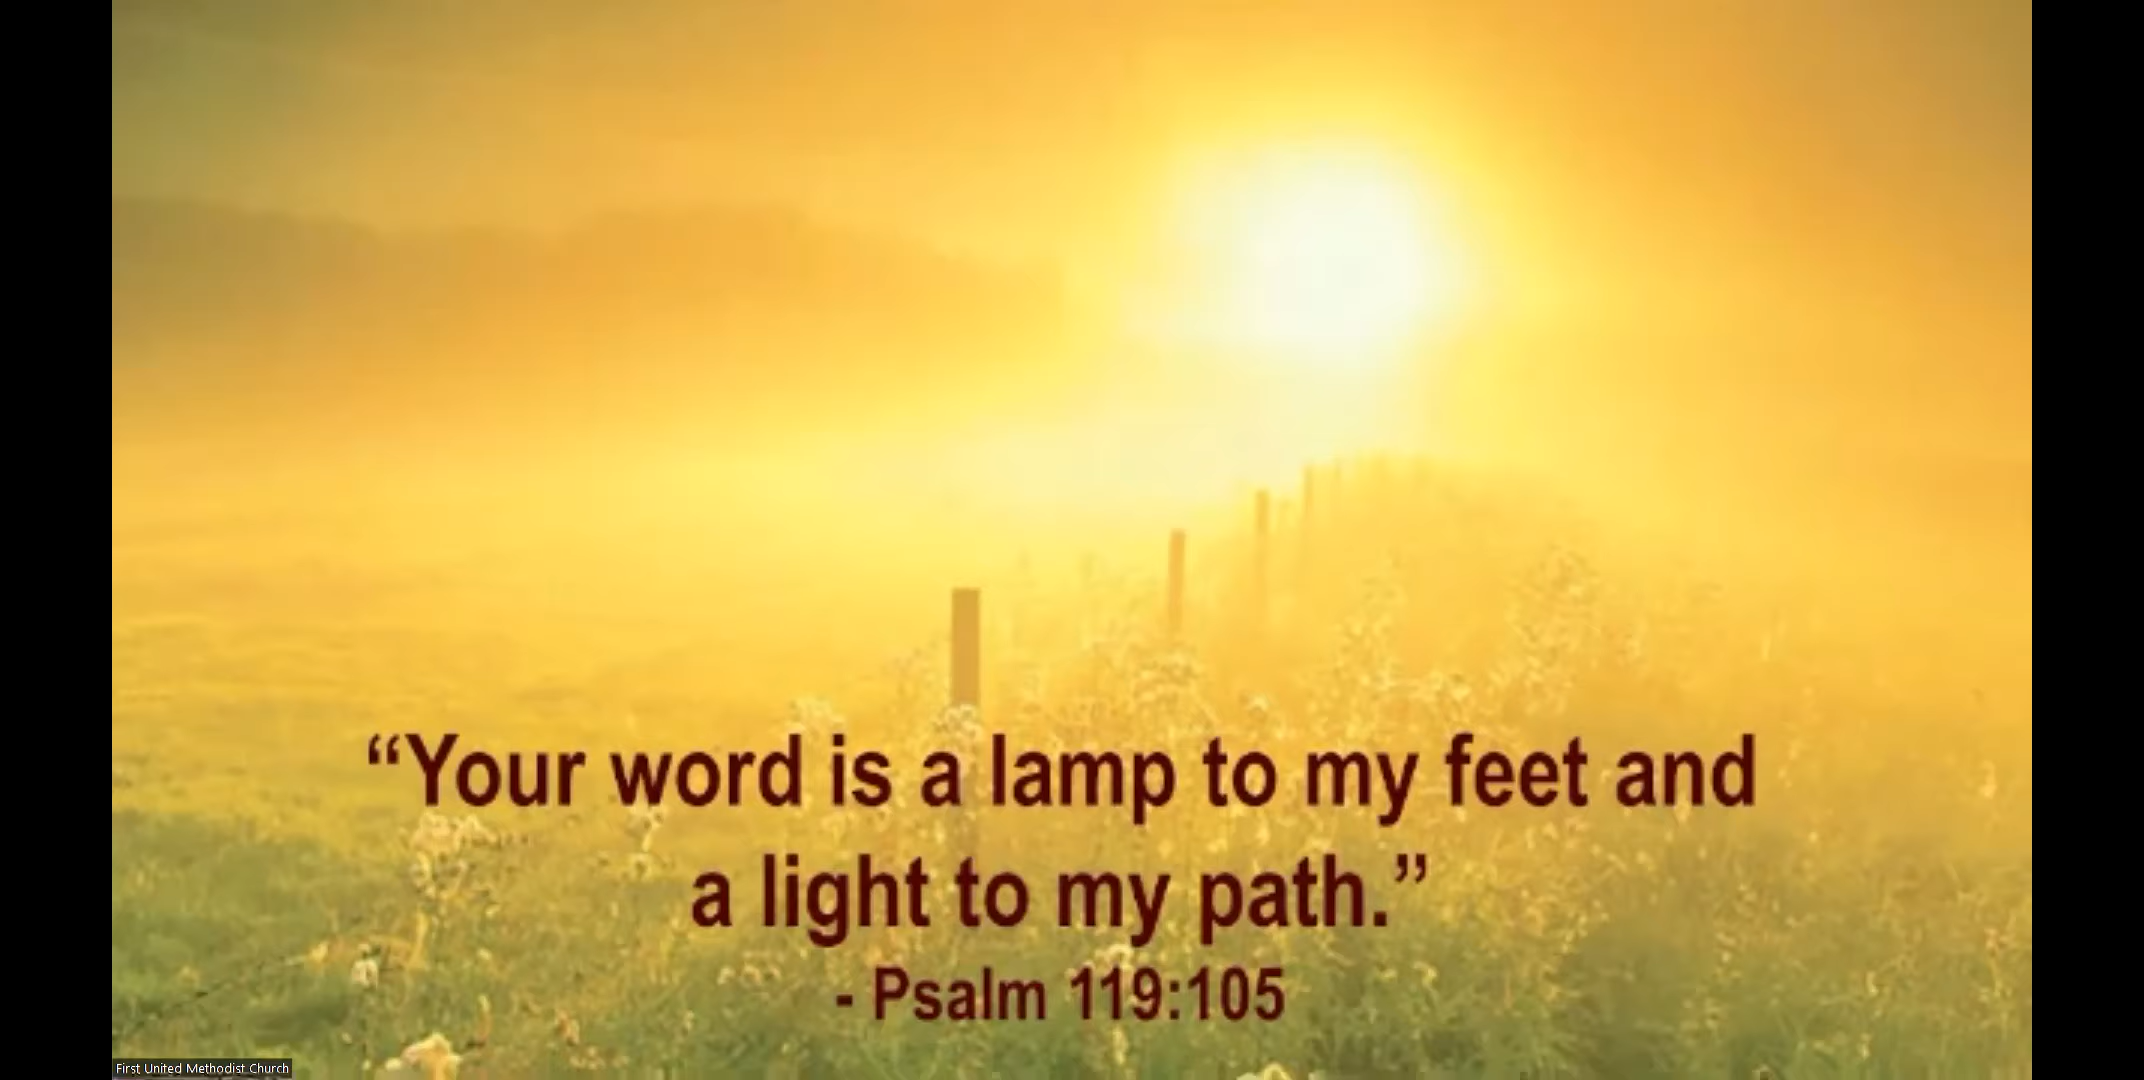 “Your word is a lamp to my feet and
a light to my path.”
- Psalm 119:105
First United Methodist Church